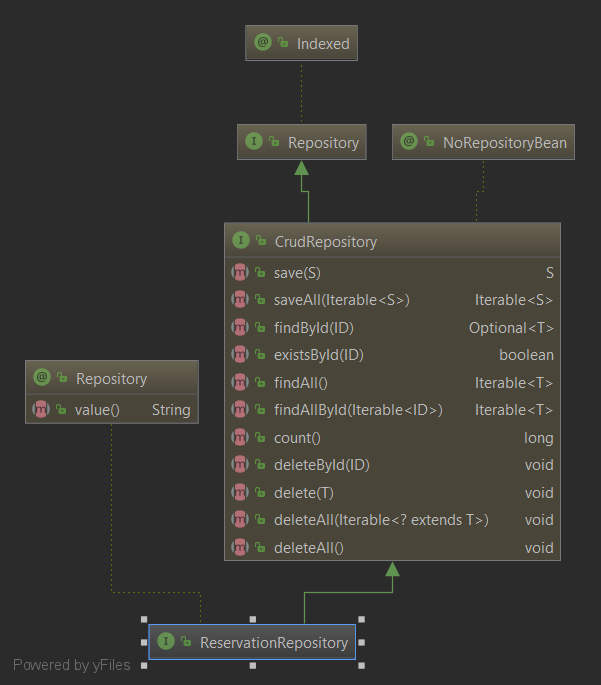 Indexed
Repository
NoRepositoryBean
CrudRepository
save(S) S
saveAll(Iterable<S>) Iterable<S>
findById(ID) Optional<T>
existsById(ID) boolean
findAll() Iterable<T>
findAllById(Iterable<ID>) Iterable<T>
count() long
deleteById(ID) void
delete(T) void
deleteAll(Iterable<? extends T>) void
deleteAll() void
Repository
value() String
ReservationRepository
Powered by yFiles